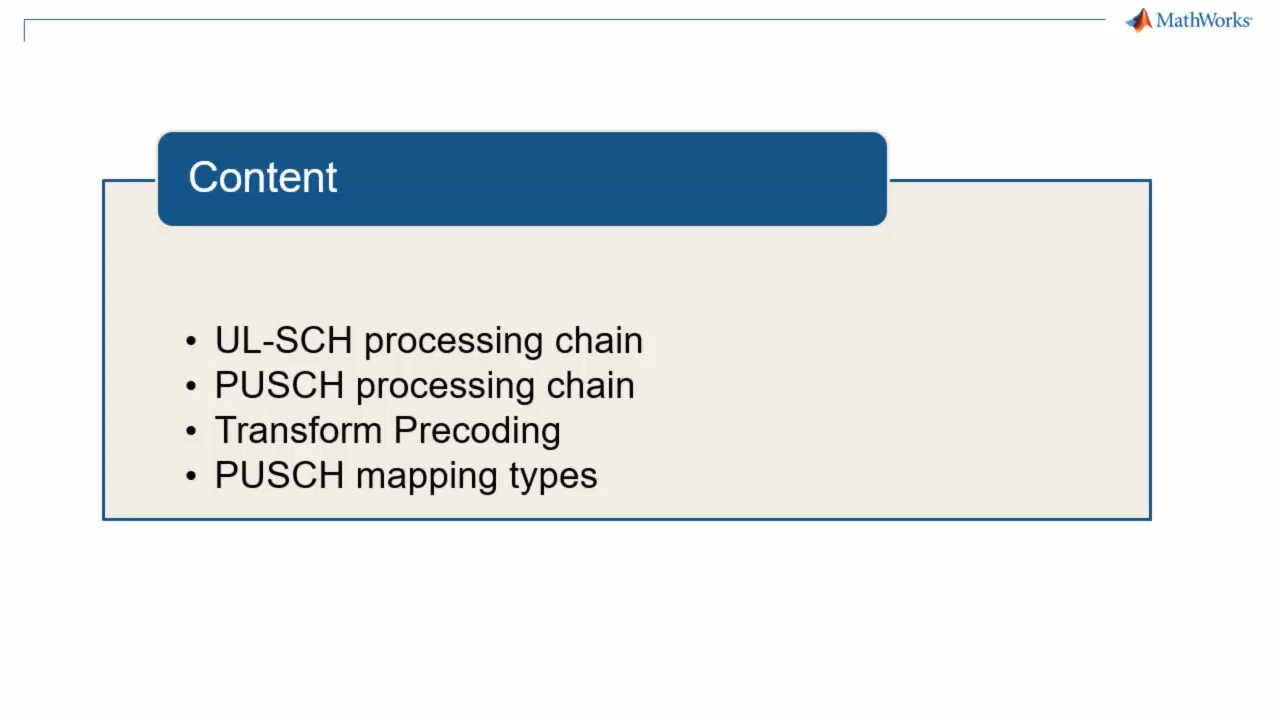 MathWorks
Content
• UL-SCH processing chain
• PUSCH processing chain
• Transform Precoding
• PUSCH mapping types